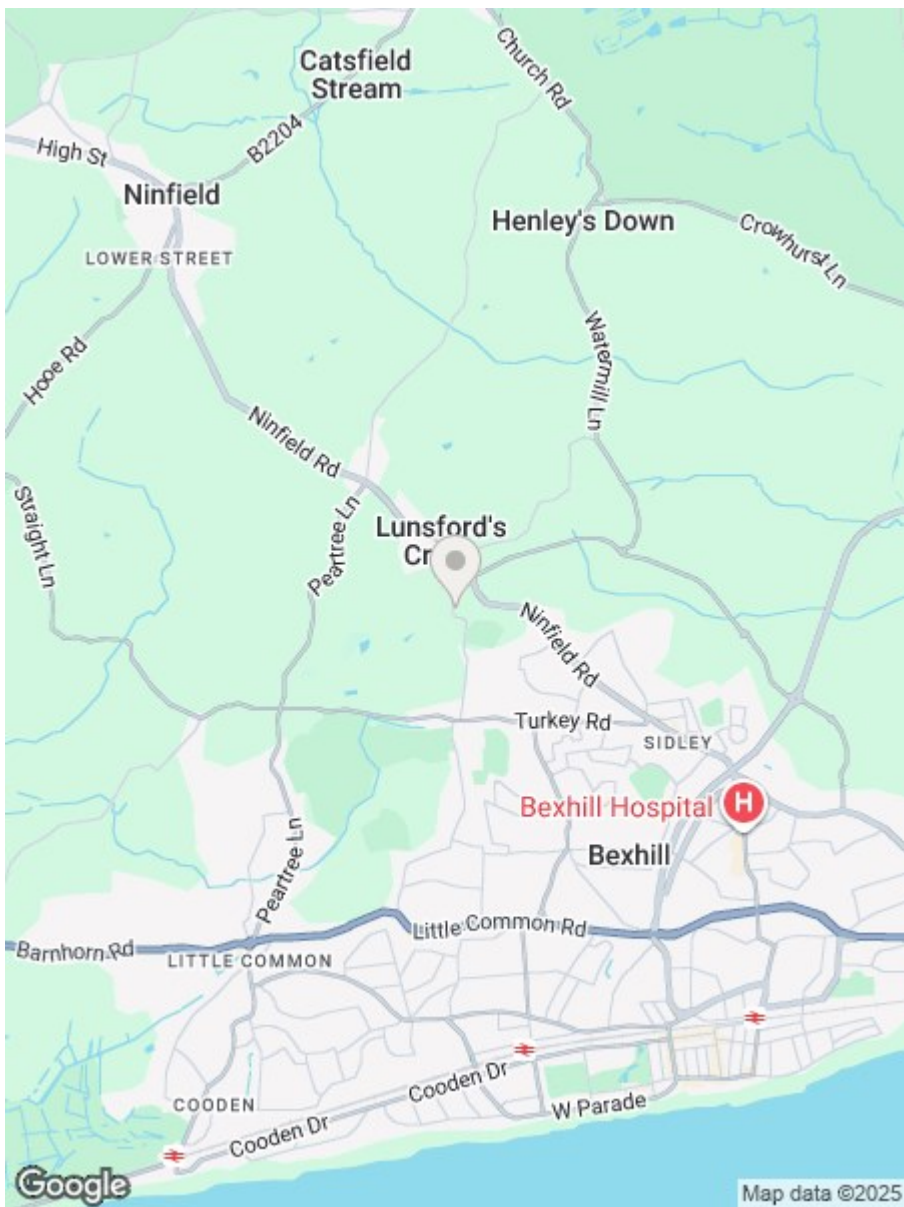 Church Rd
Catsfield
Stream
B2204
High St
Ninfield
Henley's Down
Crowhurst Ln
LOWER STREET
Hooe Rd
Watermill Ln
Ninfield Rd
Straight Ln
Peartree Ln
Lunsford's
Ninfield Rd
Turkey Rd
SIDLEY
Bexhill Hospital
H
Bexhill
Peartree Ln
Little Common Rd
Barnhorn Rd
LITTLE COMMON
Cooden Dr
COODEN
W Parade
Cooden Dr
Google
Map data ©2025